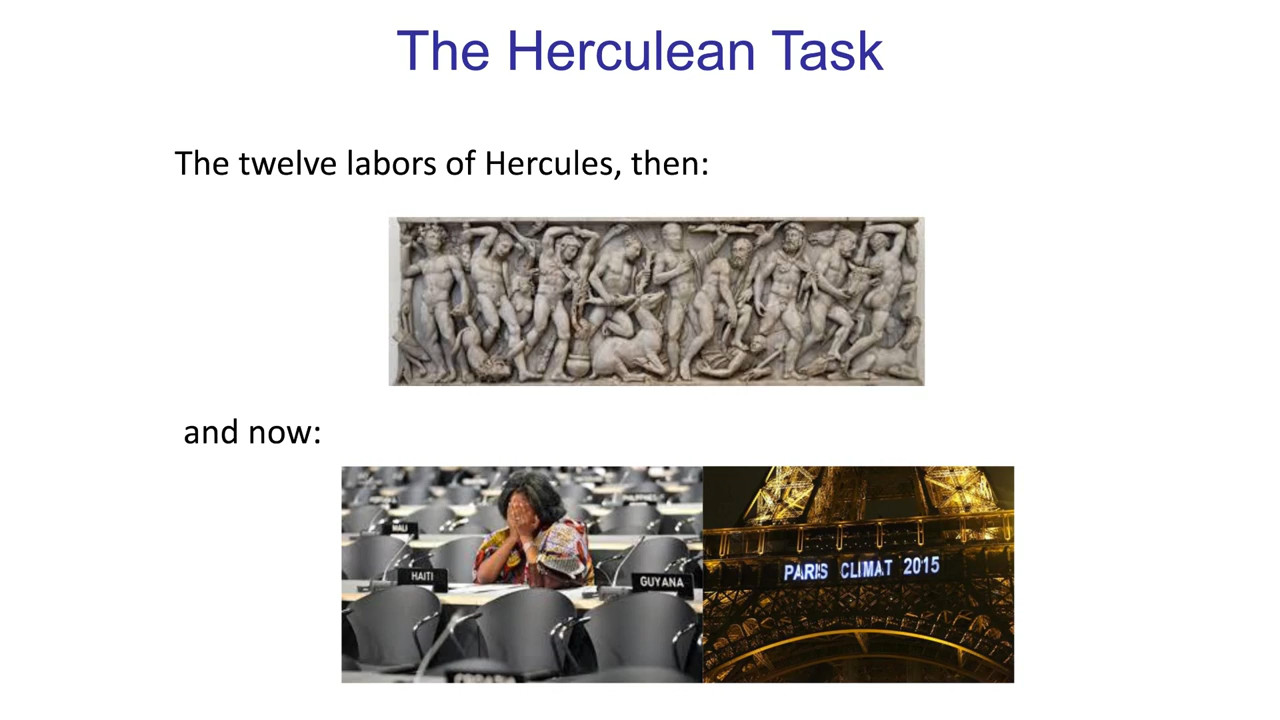 The Herculean Task
The twelve labors of Hercules, then:
and now:
MALI
HAITI
GUYANA
PARIS CLIMAT 2015